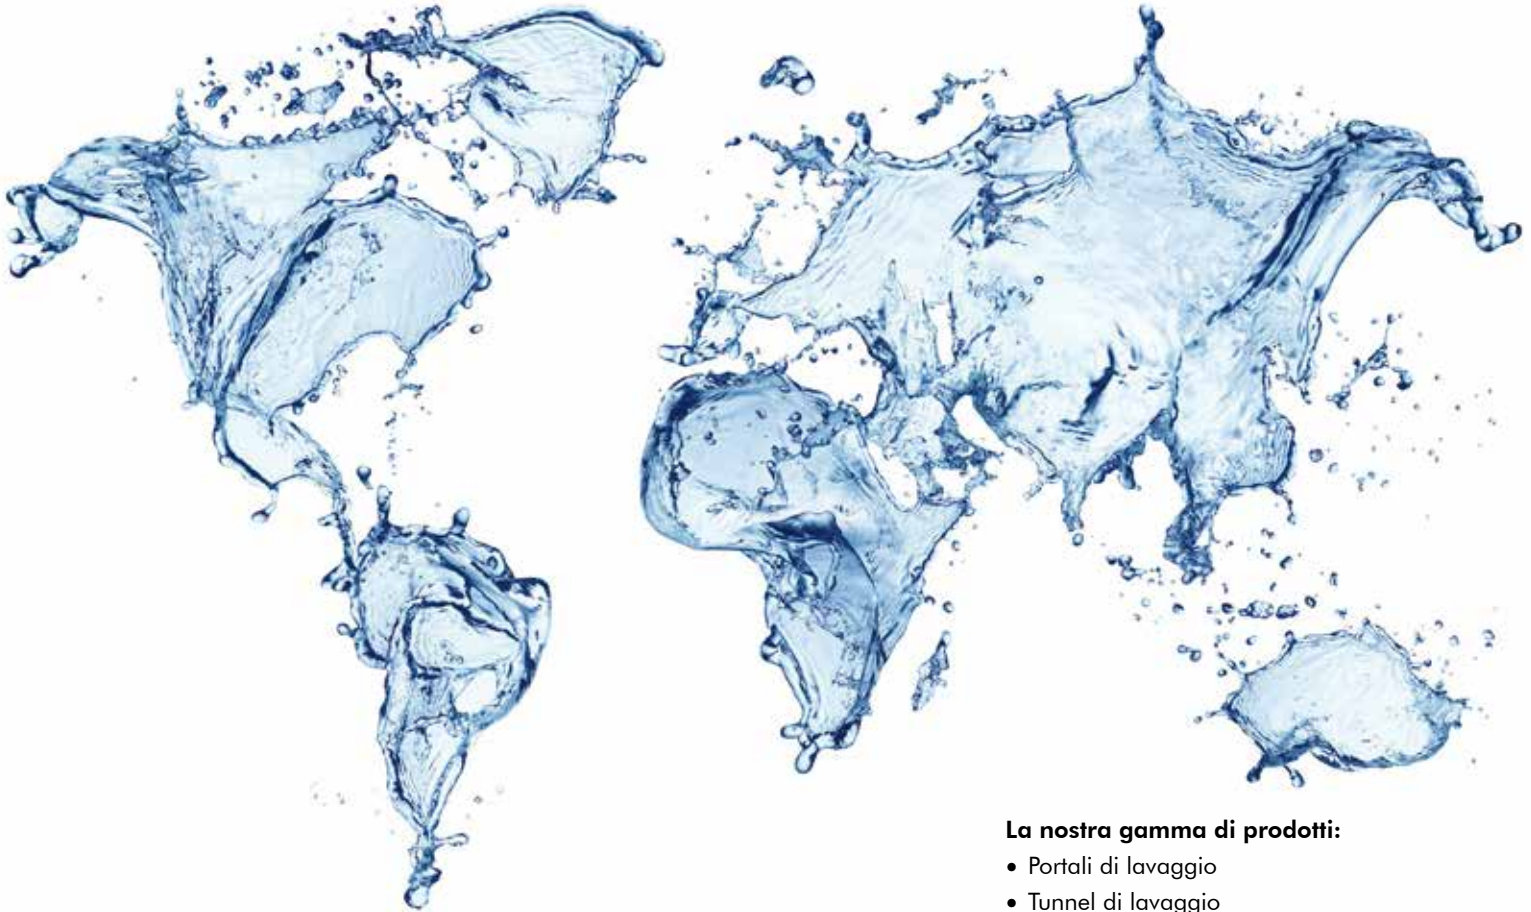 La nostra gamma di prodotti:
• Portali di lavaggio
• Tunnel di lavaggio